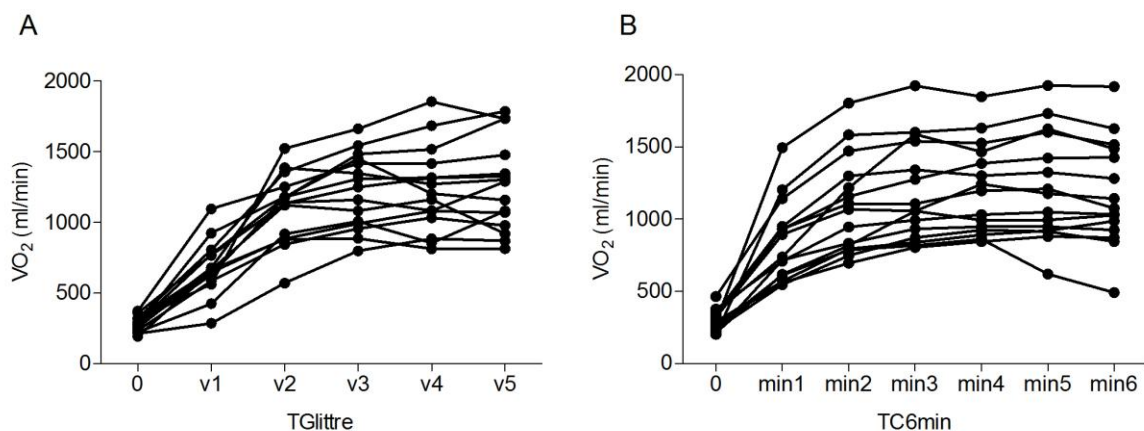 A
VO2 (ml/min)
2000
1500
1000
500
0
0 v1 v2 v3 v4 v5
TGlittre
B
VO2 (ml/min)
2000
1500
1000
500
0
0 min1 min2 min3 min4 min5 min6
TC6min